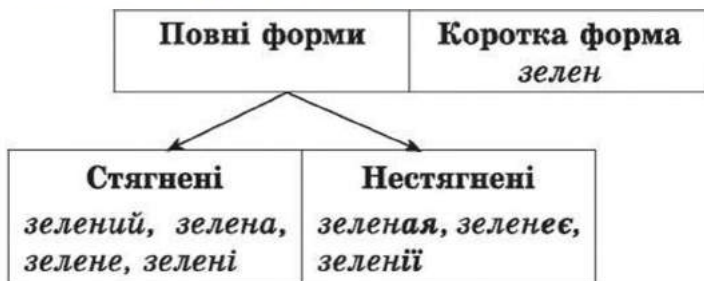 Повні форми
Коротка форма
зелен
Стягнені
зелений, зелена,
зелене, зелені
Нестягнені
зеленая, зеленеє,
зеленії